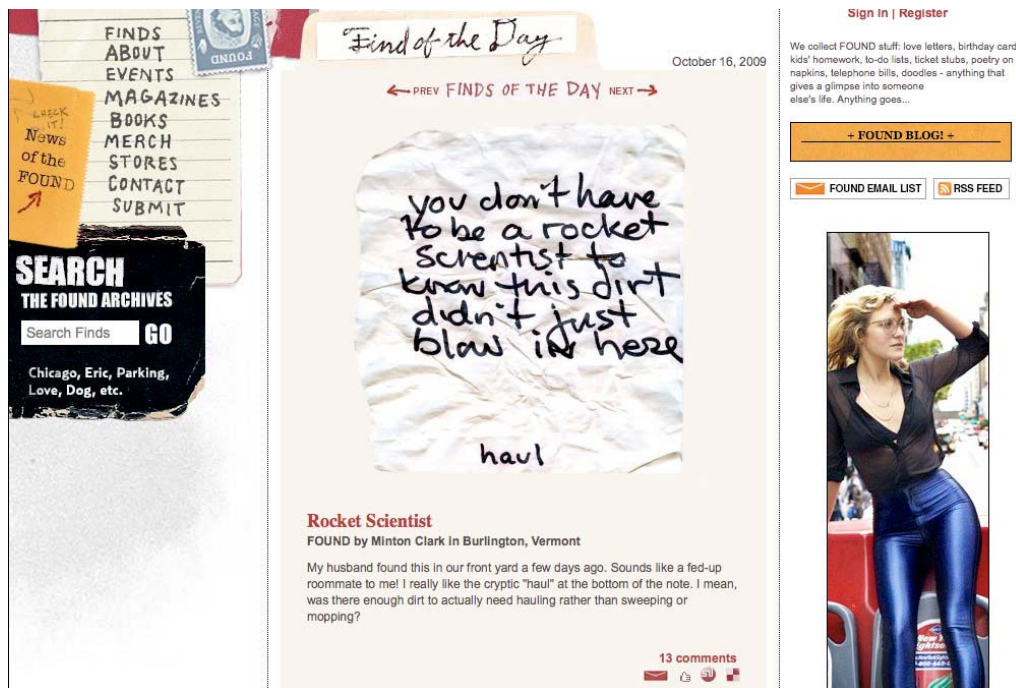 FINDS
ABOUT
EVENTS
MAGAZINES
BOOKS
MERCH
STORES
CONTACT
SUBMIT
FOUND
CHECK
IT!
News
of the
FOUND
SEARCH
THE FOUND ARCHIVES
Search Finds GO
Chicago, Eric, Parking,
Love, Dog, etc.
Find of the Day
October 16, 2009
PREV FINDS OF THE DAY NEXT
you don't have
to be a rocket
scientist to
know this dirt
didn't just
blow in here
haul
Rocket Scientist
FOUND by Minton Clark in Burlington, Vermont
My husband found this in our front yard a few days ago. Sounds like a fed-up
roommate to me! I really like the cryptic "haul" at the bottom of the note. I mean,
was there enough dirt to actually need hauling rather than sweeping or
mopping?
13 comments
Sign In | Register
We collect FOUND stuff: love letters, birthday card
kids' homework, to-do lists, ticket stubs, poetry on
napkins, telephone bills, doodles - anything that
gives a glimpse into someone
else's life. Anything goes...
+ FOUND BLOG! +
FOUND EMAIL LIST
RSS FEED